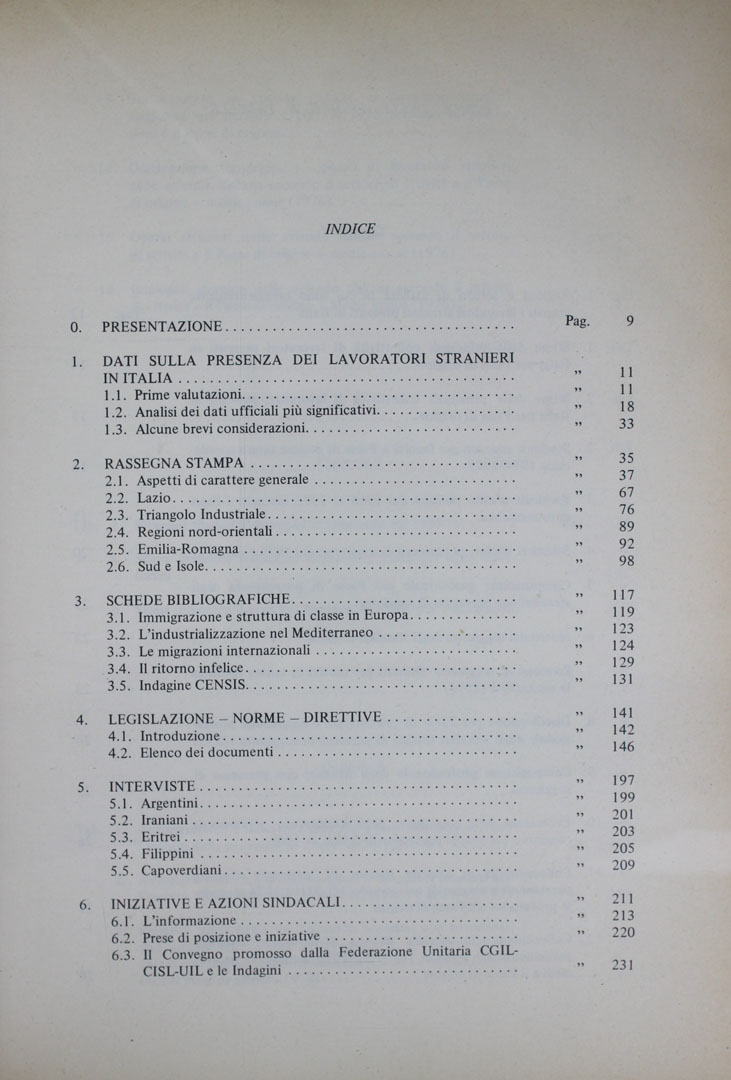 INDICE
0. PRESENTAZIONE........................................ Pag. 9
1. DATI SULLA PRESENZA DEI LAVORATORI STRANIERI
IN ITALIA ............................................. ” 11
1.1. Prime valutazioni..................................... ” 11
1.2. Analisi dei dati ufficiali più significativi.................. ” 18
1.3. Alcune brevi considerazioni............................ ” 33
2. RASSEGNA STAMPA ................................... ” 35
2.1. Aspetti di carattere generale ........................... ” 37
2.2. Lazio.............................................. ” 67
2.3. Triangolo Industriale................................. ” 76
2.4. Regioni nord-orientali................................ ” 89
2.5. Emilia-Romagna .................................... ” 92
2.6. Sud e Isole......................................... ” 98
3. SCHEDE BIBLIOGRAFICHE.............................. ” 117
3.1. Immigrazione e struttura di classe in Europa.............. ” 119
3.2. L'industrializzazione nel Mediterraneo ................... ” 123
3.3. Le migrazioni internazionali ........................... ” 124
3.4. Il ritorno infelice.................................... ” 129
3.5. Indagine CENSIS.................................... ” 131
4. LEGISLAZIONE – NORME – DIRETTIVE .................. ” 141
4.1. Introduzione....................................... ” 142
4.2. Elenco dei documenti ................................ ” 146
5. INTERVISTE .......................................... ” 197
5.1. Argentini.......................................... ” 199
5.2. Iraniani ........................................... ” 201
5.3. Eritrei ............................................ ” 203
5.4. Filippini .......................................... ” 205
5.5. Capoverdiani....................................... ” 209
6. INIZIATIVE E AZIONI SINDACALI........................ ” 211
6.1. L'informazione ..................................... ” 213
6.2. Prese di posizione e iniziative .......................... ” 220
6.3. Il Convegno promosso dalla Federazione Unitaria CGIL-
CISL-UIL e le Indagini ............................... ” 231